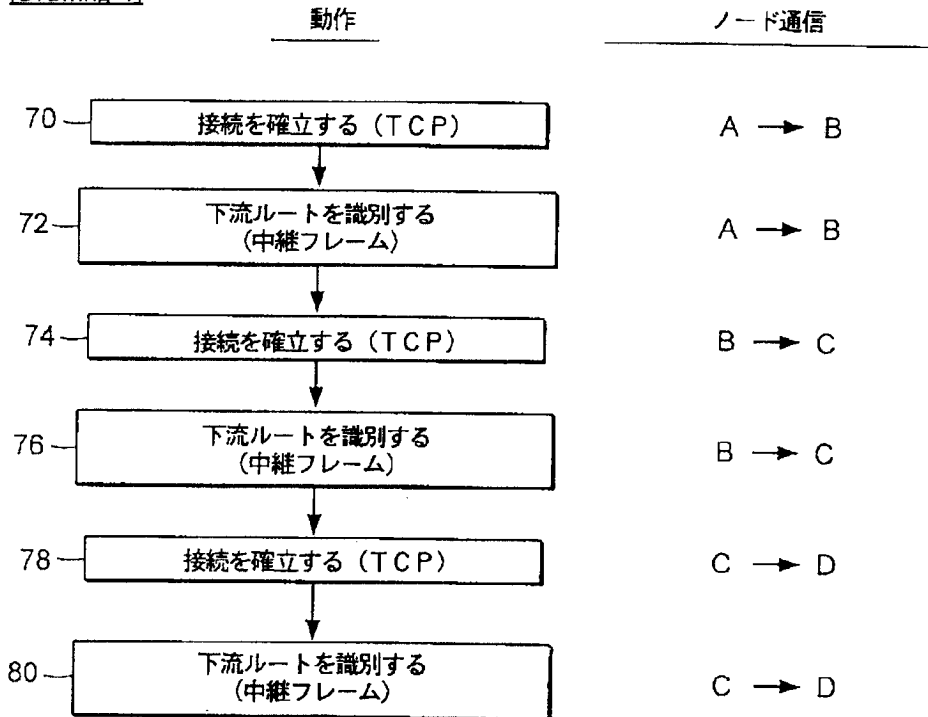 動作 ノード通信
70 接続を確立する (TCP) A → B
72 下流ルートを識別する
(中継フレーム) A → B
74 接続を確立する (TCP) B → C
76 下流ルートを識別する
(中継フレーム) B → C
78 接続を確立する (TCP) C → D
80 下流ルートを識別する
(中継フレーム) C → D